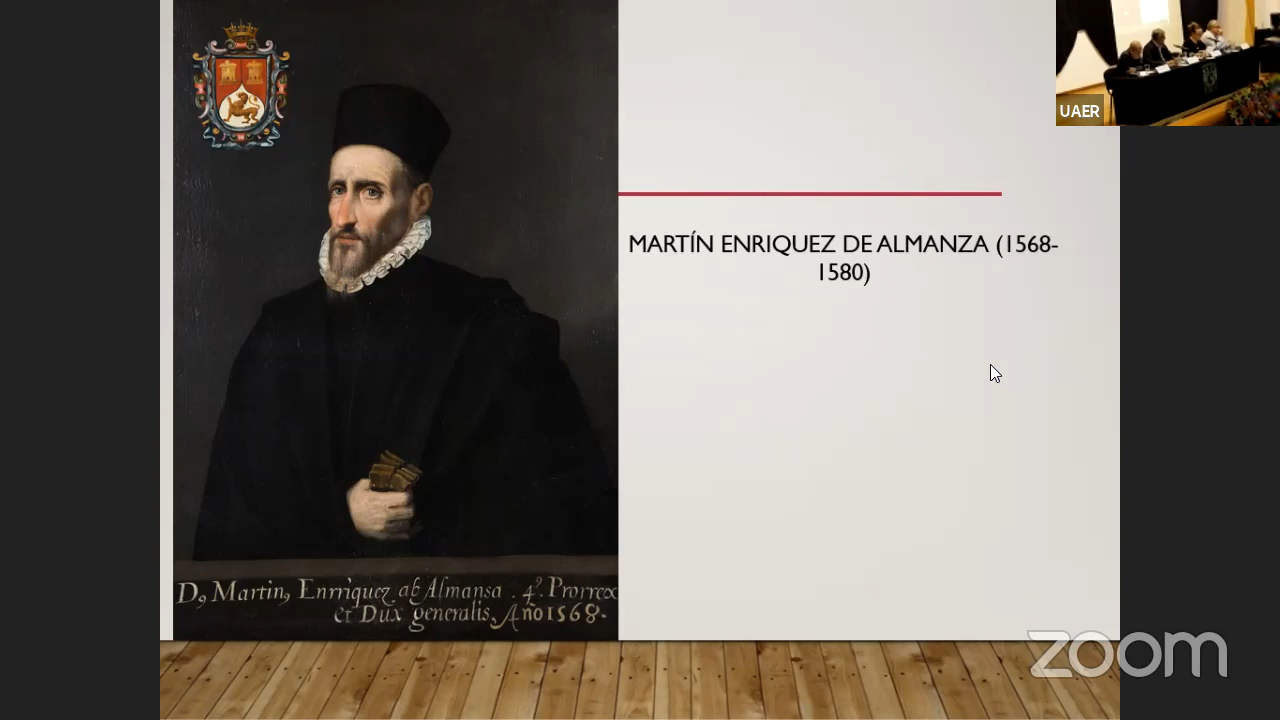 UAER
MARTÍN ENRIQUEZ DE ALMANZA (1568-
1580)
D, Martin, Enrriquez ab Almansa . 4º. Prorrex
et Dux generalis, Año 1568.
zoom